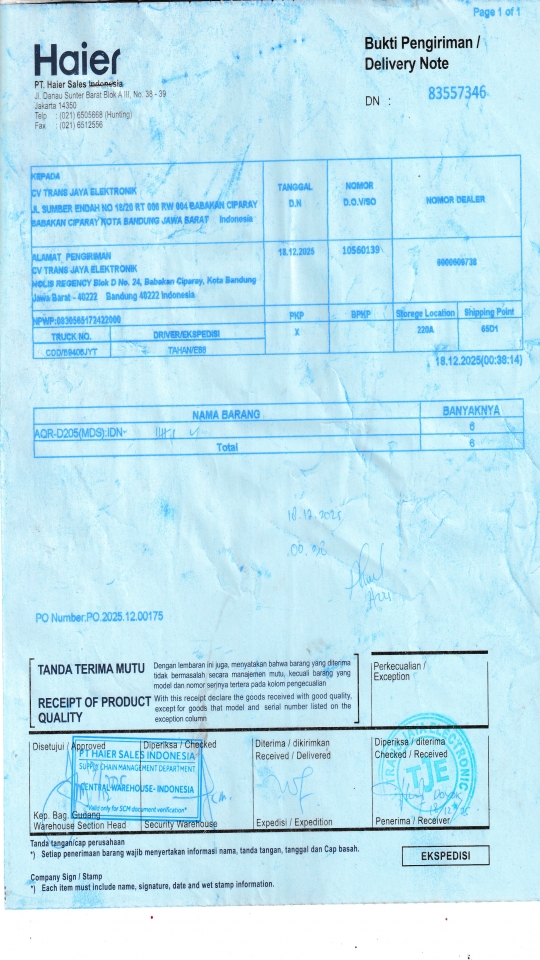 Page 1 of 1
Haier
PT. Haier Sales Indonesia
Jl. Danau Sunter Barat Blok A III, No. 38 - 39
Jakarta 14350
Telp : (021) 6505668 (Hunting)
Fax : (021) 6512556
Bukti Pengiriman /
Delivery Note
DN : 83557346
KEPADA
CV TRANS JAYA ELEKTRONIK
JL SUMBER ENDAH NO 18/20 RT 006 RW 004 BABAKAN CIPARAY
BABAKAN CIPARAY KOTA BANDUNG JAWA BARAT Indonesia
TANGGAL
D.N
NOMOR
D.O.V/SO
NOMOR DEALER
ALAMAT PENGIRIMAN
CV TRANS JAYA ELEKTRONIK
HOLIS REGENCY Blok D No. 24, Babakan Ciparay, Kota Bandung
Jawa Barat - 40222 Bandung 40222 Indonesia
18.12.2025
10560139
NPWP:
PKP
BPKP
Storege Location
Shipping Point
TRUCK NO.
DRIVER/EKSPEDISI
X
220A
65D1
TAHAN/E66
18.12.2025(00:38:14)
NAMA BARANG
BANYAKNYA
AQR-D205(MDS).IDN-
6
Total
6
18.12.2025
PO Number:PO.2025.12.00175
TANDA TERIMA MUTU
Dengan lembaran ini juga, menyatakan bahwa barang yang diterima
tidak bermasalah secara manajemen mutu, kecuali barang yang
model dan nomor serinya tertera pada kolom pengecualian
RECEIPT OF PRODUCT
QUALITY
With this receipt declare the goods received with good quality,
except for goods that model and serial number listed on the
exception column
Perkecualian /
Exception
Disetujui / Approved
Diperiksa / Checked
Diterima / dikirimkan
Received / Delivered
Diperiksa / diterima
Checked / Received
PT HAIER SALES INDONESIA
SUPPLY CHAIN MANAGEMENT DEPARTMENT
CENTRAL WAREHOUSE - INDONESIA
Valid only for SCM document verification*
TJE
Kep. Bag. Gudang
Warehouse Section Head
Security Warehouse
Expedisi / Expedition
Penerima / Receiver
Tanda tangan/cap perusahaan
*) Setiap penerimaan barang wajib menyertakan informasi nama, tanda tangan, tanggal dan Cap basah.
EKSPEDISI
Company Sign / Stamp
*) Each item must include name, signature, date and wet stamp information.